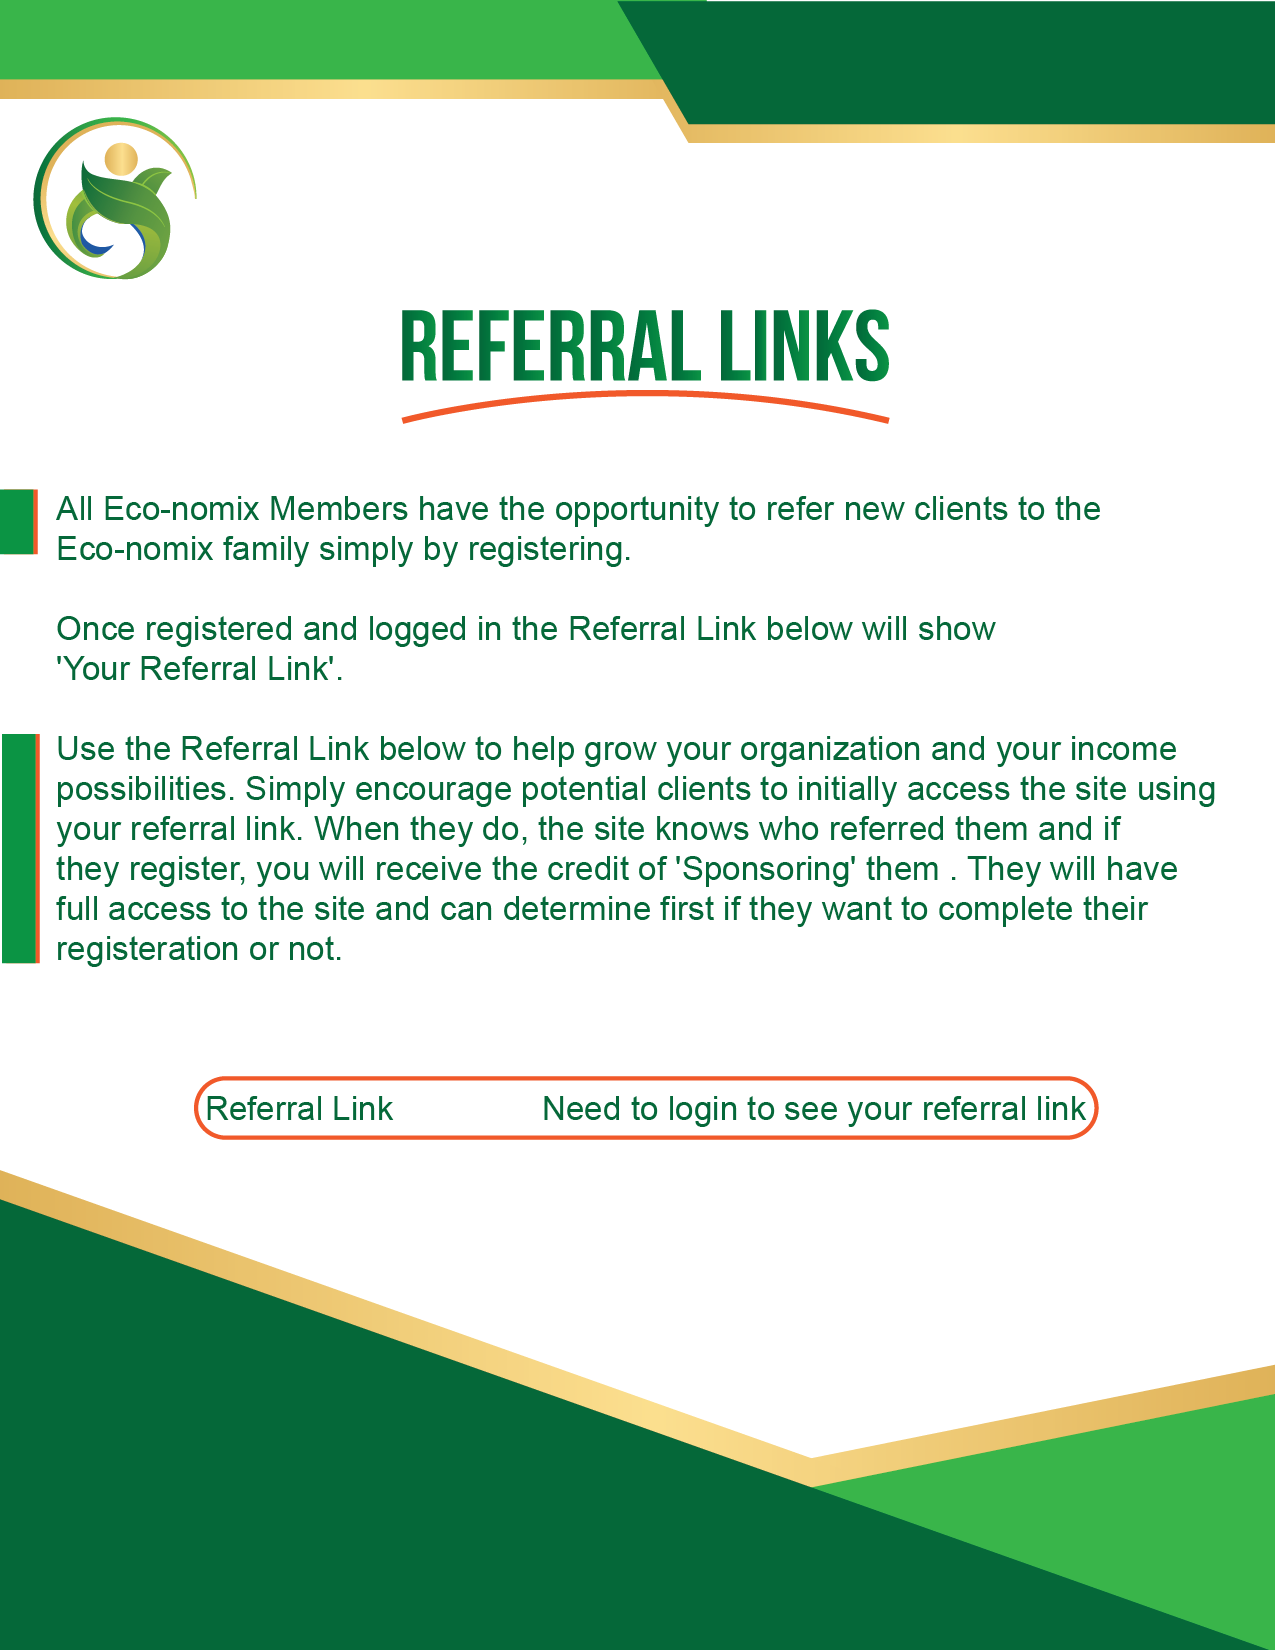 REFERRAL LINKS
All Eco-nomix Members have the opportunity to refer new clients to the
Eco-nomix family simply by registering.
Once registered and logged in the Referral Link below will show
'Your Referral Link'.
Use the Referral Link below to help grow your organization and your income
possibilities. Simply encourage potential clients to initially access the site using
your referral link. When they do, the site knows who referred them and if
they register, you will receive the credit of 'Sponsoring' them . They will have
full access to the site and can determine first if they want to complete their
registeration or not.
Referral Link Need to login to see your referral link